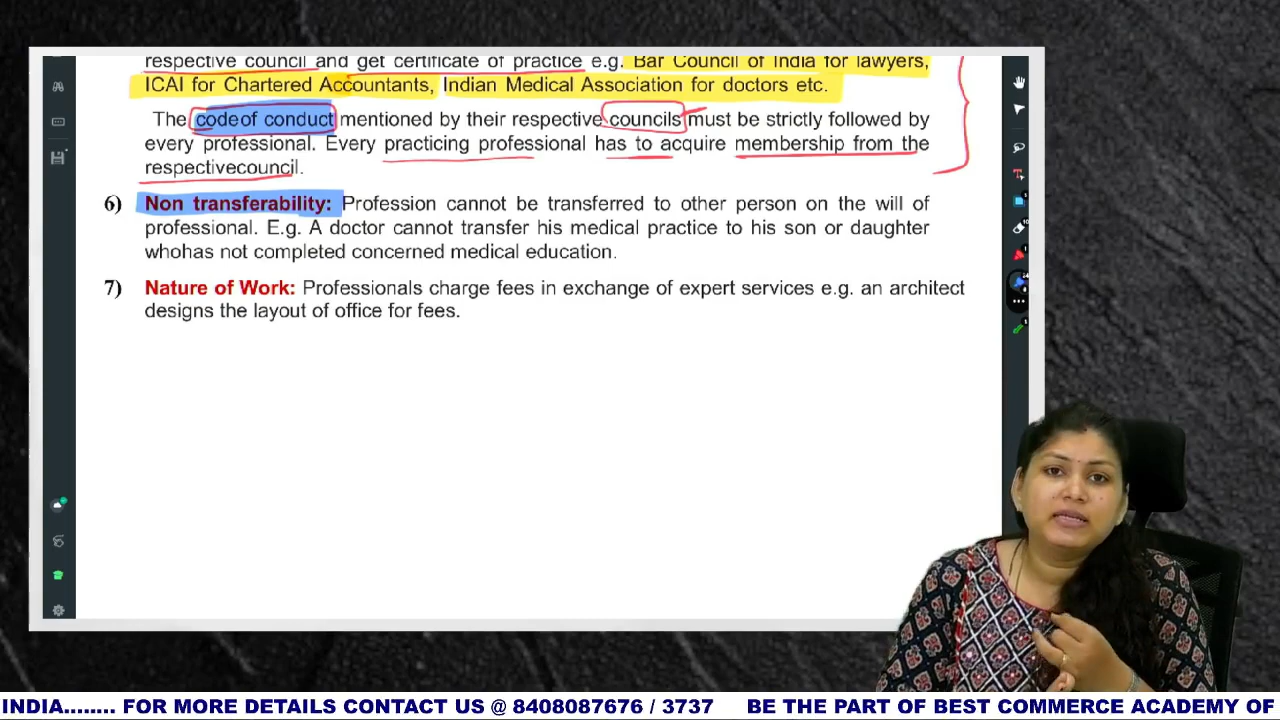 respective council and get certificate of practice e.g. Bar Council of India for lawyers,
ICAI for Chartered Accountants, Indian Medical Association for doctors etc.
The codeof conduct mentioned by their respective councils must be strictly followed by
every professional. Every practicing professional has to acquire membership from the
respectivecouncil.
6) Non transferability: Profession cannot be transferred to other person on the will of
professional. E.g. A doctor cannot transfer his medical practice to his son or daughter
whohas not completed concerned medical education.
7) Nature of Work: Professionals charge fees in exchange of expert services e.g. an architect
designs the layout of office for fees.
INDIA........ FOR MORE DETAILS CONTACT US @ 8408087676 / 3737 BE THE PART OF BEST COMMERCE ACADEMY OF